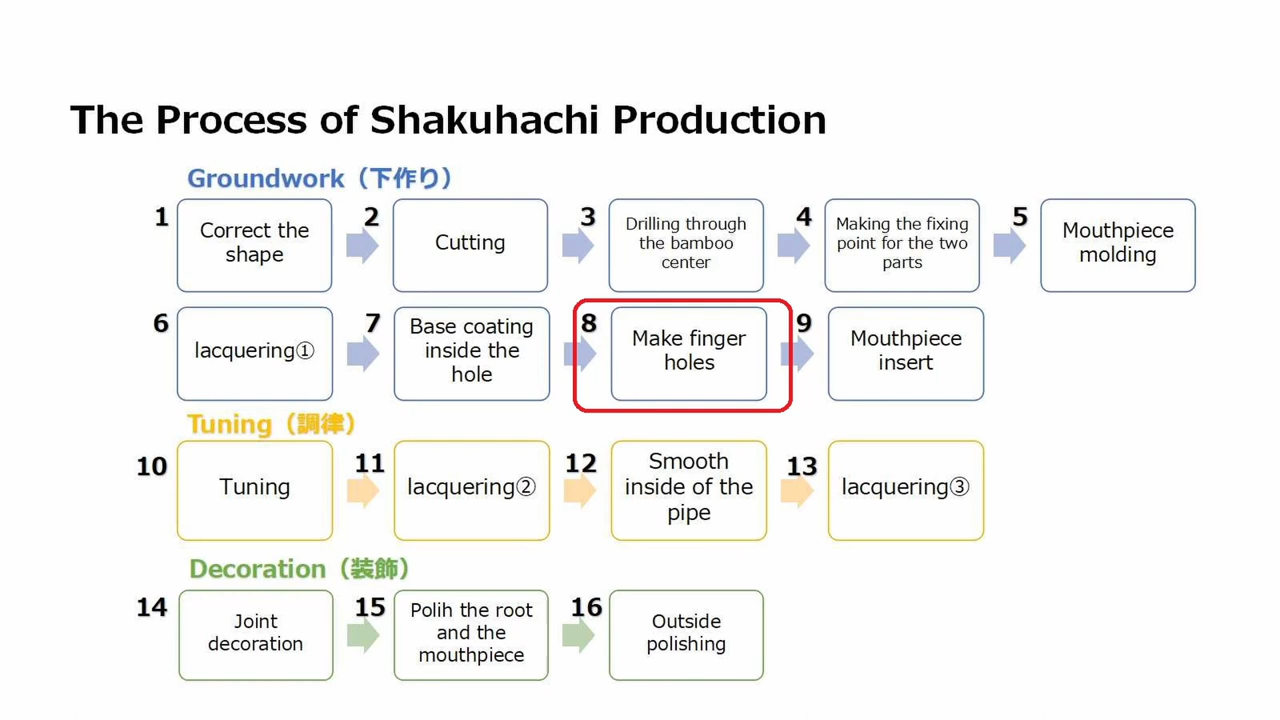 The Process of Shakuhachi Production
Groundwork（下作り）
1
Correct the
shape
2
Cutting
3
Drilling through
the bamboo
center
4
Making the fixing
point for the two
parts
5
Mouthpiece
molding
6
lacquering①
7
Base coating
inside the
hole
8
Make finger
holes
9
Mouthpiece
insert
Tuning（調律）
10
Tuning
11
lacquering②
12
Smooth
inside of the
pipe
13
lacquering③
Decoration（装飾）
14
Joint
decoration
15
Polih the root
and the
mouthpiece
16
Outside
polishing